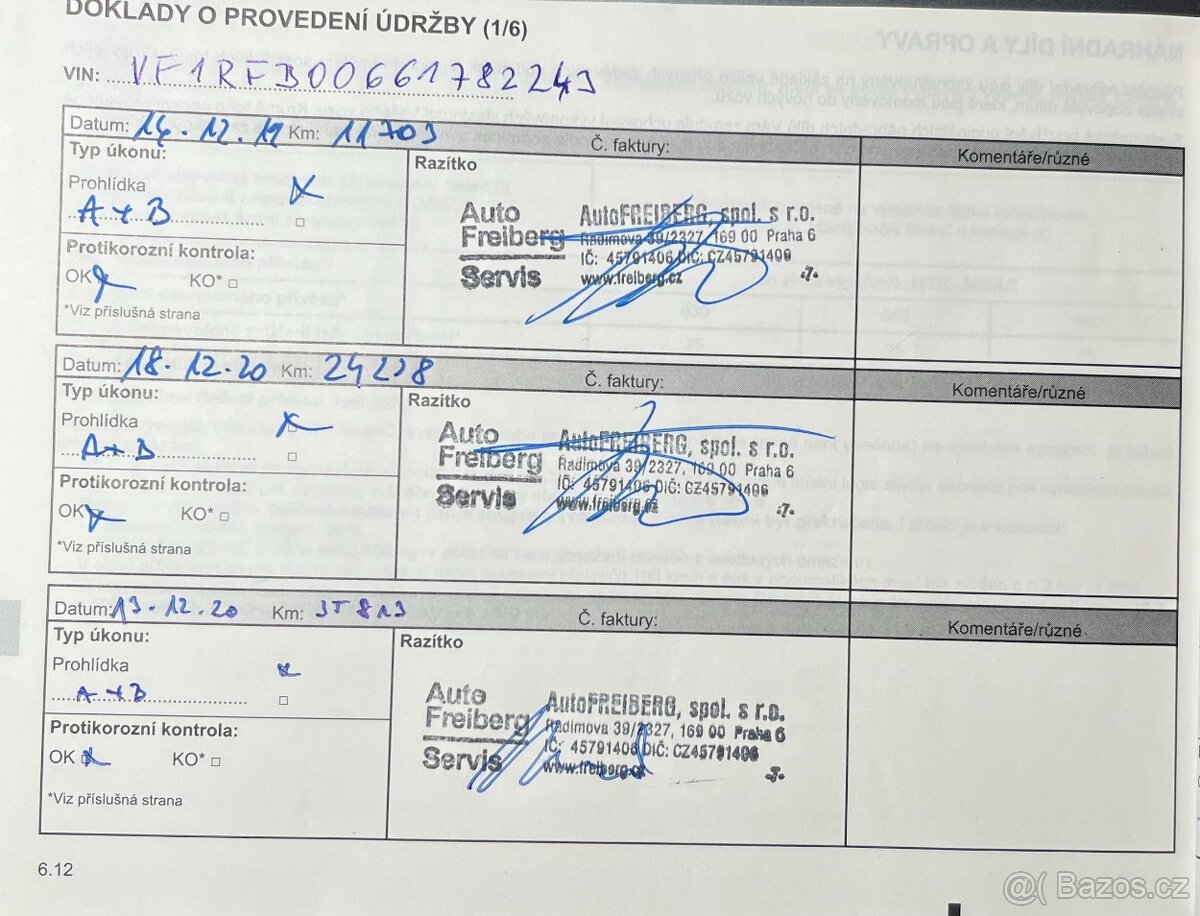 DOKLADY O PROVEDENÍ ÚDRŽBY (1/6)
VIN: VF1RFB00661782243
Datum: 14.12.19 Km: 11703 Č. faktury: Komentáře/různé
Typ úkonu: Razítko
Prohlídka
A+B
Auto Freiberg Servis
AutoFREIBERG, spol. s r.o.
Radimova 39/2327, 169 00 Praha 6
IČ: 45791406 DIČ: CZ45791406
www.freiberg.cz -7-
Protikorozní kontrola:
OK KO*
*Viz příslušná strana
Datum: 18.12.20 Km: Č. faktury: Komentáře/různé
Typ úkonu: Razítko
Prohlídka
A+B
Auto Freiberg Servis
AutoFREIBERG, spol. s r.o.
Radimova 39/2327, 169 00 Praha 6
IČ: 45791406 DIČ: CZ45791406
www.freiberg.cz -7-
Protikorozní kontrola:
OK KO*
*Viz příslušná strana
Datum: 13.12.20 Km: Č. faktury: Komentáře/různé
Typ úkonu: Razítko
Prohlídka
A+B
Auto Freiberg Servis
AutoFREIBERG, spol. s r.o.
Radimova 39/2327, 169 00 Praha 6
IČ: 45791406 DIČ: CZ45791406
www.freiberg.cz
Protikorozní kontrola:
OK KO*
*Viz příslušná strana
6.12
Bazos.cz